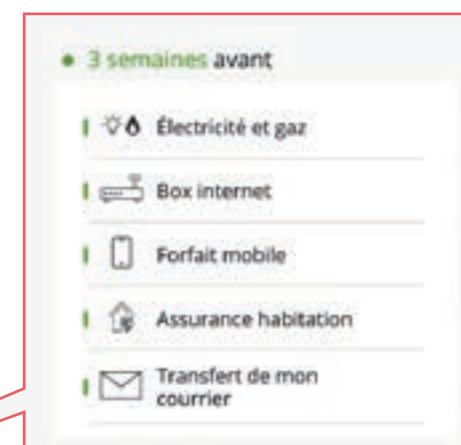 3 semaines avant
Électricité et gaz
Box internet
Forfait mobile
Assurance habitation
Transfert de mon
courrier